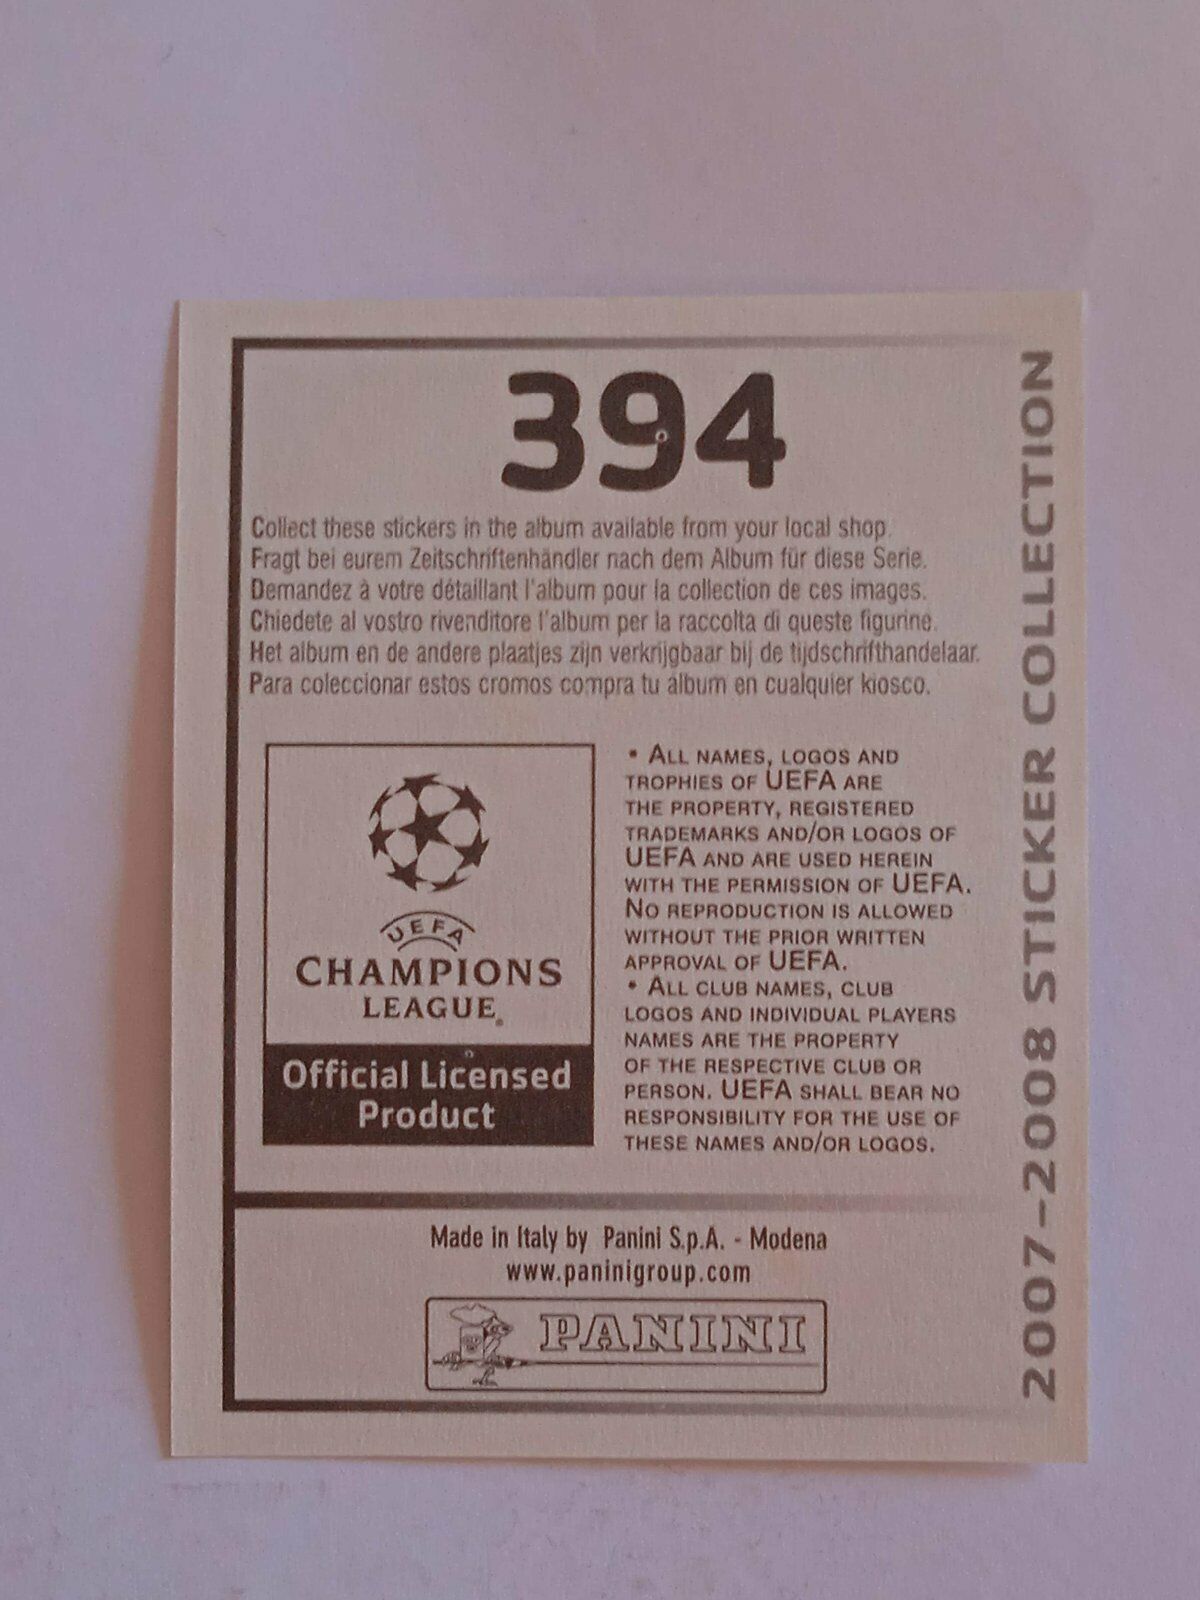 394
Collect these stickers in the album available from your local shop.
Fragt bei eurem Zeitschriftenhändler nach dem Album für diese Serie.
Demandez à votre détaillant l'album pour la collection de ces images.
Chiedete al vostro rivenditore l'album per la raccolta di queste figurine.
Het album en de andere plaatjes zijn verkrijgbaar bij de tijdschrifthandelaar.
Para coleccionar estos cromos compra tu album en cualquier kiosco.
UEFA
CHAMPIONS
LEAGUE®
Official Licensed
Product
• ALL NAMES, LOGOS AND
TROPHIES OF UEFA ARE
THE PROPERTY, REGISTERED
TRADEMARKS AND/OR LOGOS OF
UEFA AND ARE USED HEREIN
WITH THE PERMISSION OF UEFA.
NO REPRODUCTION IS ALLOWED
WITHOUT THE PRIOR WRITTEN
APPROVAL OF UEFA.
• ALL CLUB NAMES, CLUB
LOGOS AND INDIVIDUAL PLAYERS
NAMES ARE THE PROPERTY
OF THE RESPECTIVE CLUB OR
PERSON. UEFA SHALL BEAR NO
RESPONSIBILITY FOR THE USE OF
THESE NAMES AND/OR LOGOS.
Made in Italy by Panini S.p.A. - Modena
www.paninigroup.com
PANINI
2007-2008 STICKER COLLECTION